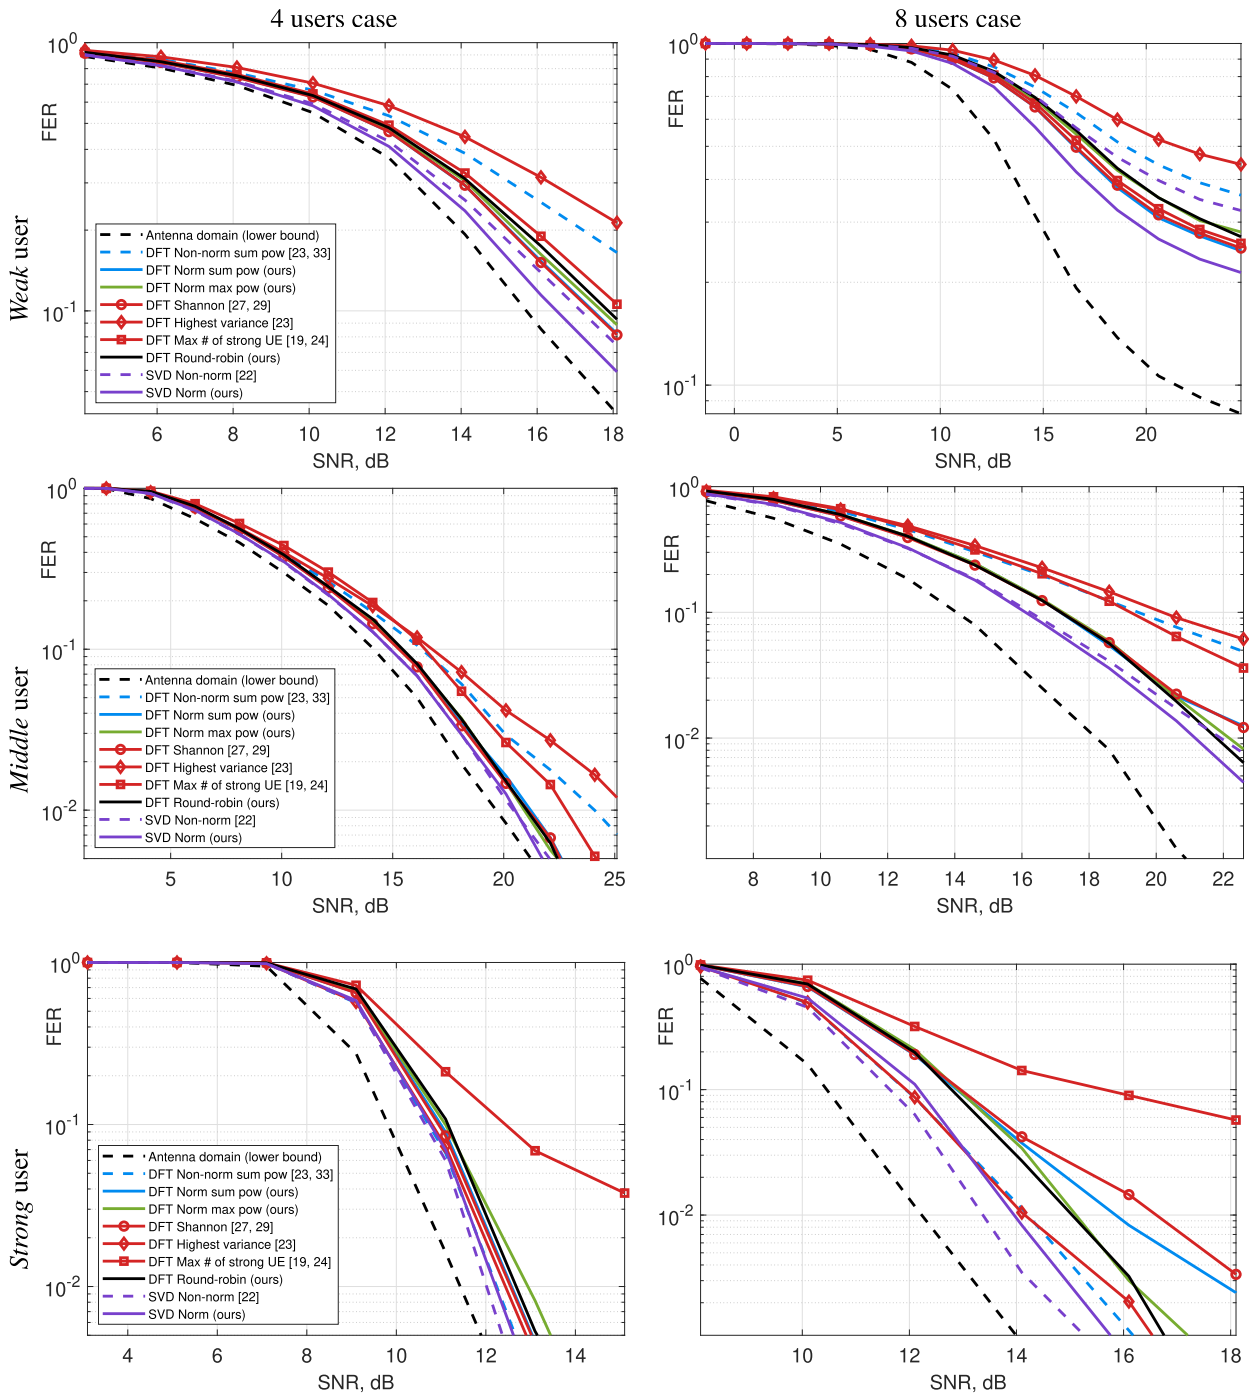 4 users case
8 users case
Weak user
FER
10^0
10^-1
Antenna domain (lower bound)
DFT Non-norm sum pow [23, 33]
DFT Norm sum pow (ours)
DFT Norm max pow (ours)
DFT Shannon [27, 29]
DFT Highest variance [23]
DFT Max # of strong UE [19, 24]
DFT Round-robin (ours)
SVD Non-norm [22]
SVD Norm (ours)
6 8 10 12 14 16 18
SNR, dB
FER
10^0
10^-1
0 5 10 15 20
SNR, dB
Middle user
FER
10^0
10^-1
10^-2
Antenna domain (lower bound)
DFT Non-norm sum pow [23, 33]
DFT Norm sum pow (ours)
DFT Norm max pow (ours)
DFT Shannon [27, 29]
DFT Highest variance [23]
DFT Max # of strong UE [19, 24]
DFT Round-robin (ours)
SVD Non-norm [22]
SVD Norm (ours)
5 10 15 20 25
SNR, dB
FER
10^0
10^-1
10^-2
8 10 12 14 16 18 20 22
SNR, dB
Strong user
FER
10^0
10^-1
10^-2
Antenna domain (lower bound)
DFT Non-norm sum pow [23, 33]
DFT Norm sum pow (ours)
DFT Norm max pow (ours)
DFT Shannon [27, 29]
DFT Highest variance [23]
DFT Max # of strong UE [19, 24]
DFT Round-robin (ours)
SVD Non-norm [22]
SVD Norm (ours)
4 6 8 10 12 14
SNR, dB
FER
10^0
10^-1
10^-2
10 12 14 16 18
SNR, dB